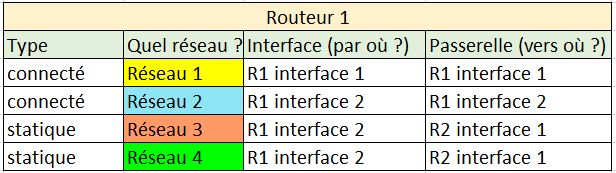 Routeur 1
Type Quel réseau ? Interface (par où ?) Passerelle (vers où ?)
connecté Réseau 1 R1 interface 1 R1 interface 1
connecté Réseau 2 R1 interface 2 R1 interface 2
statique Réseau 3 R1 interface 2 R2 interface 1
statique Réseau 4 R1 interface 2 R2 interface 1